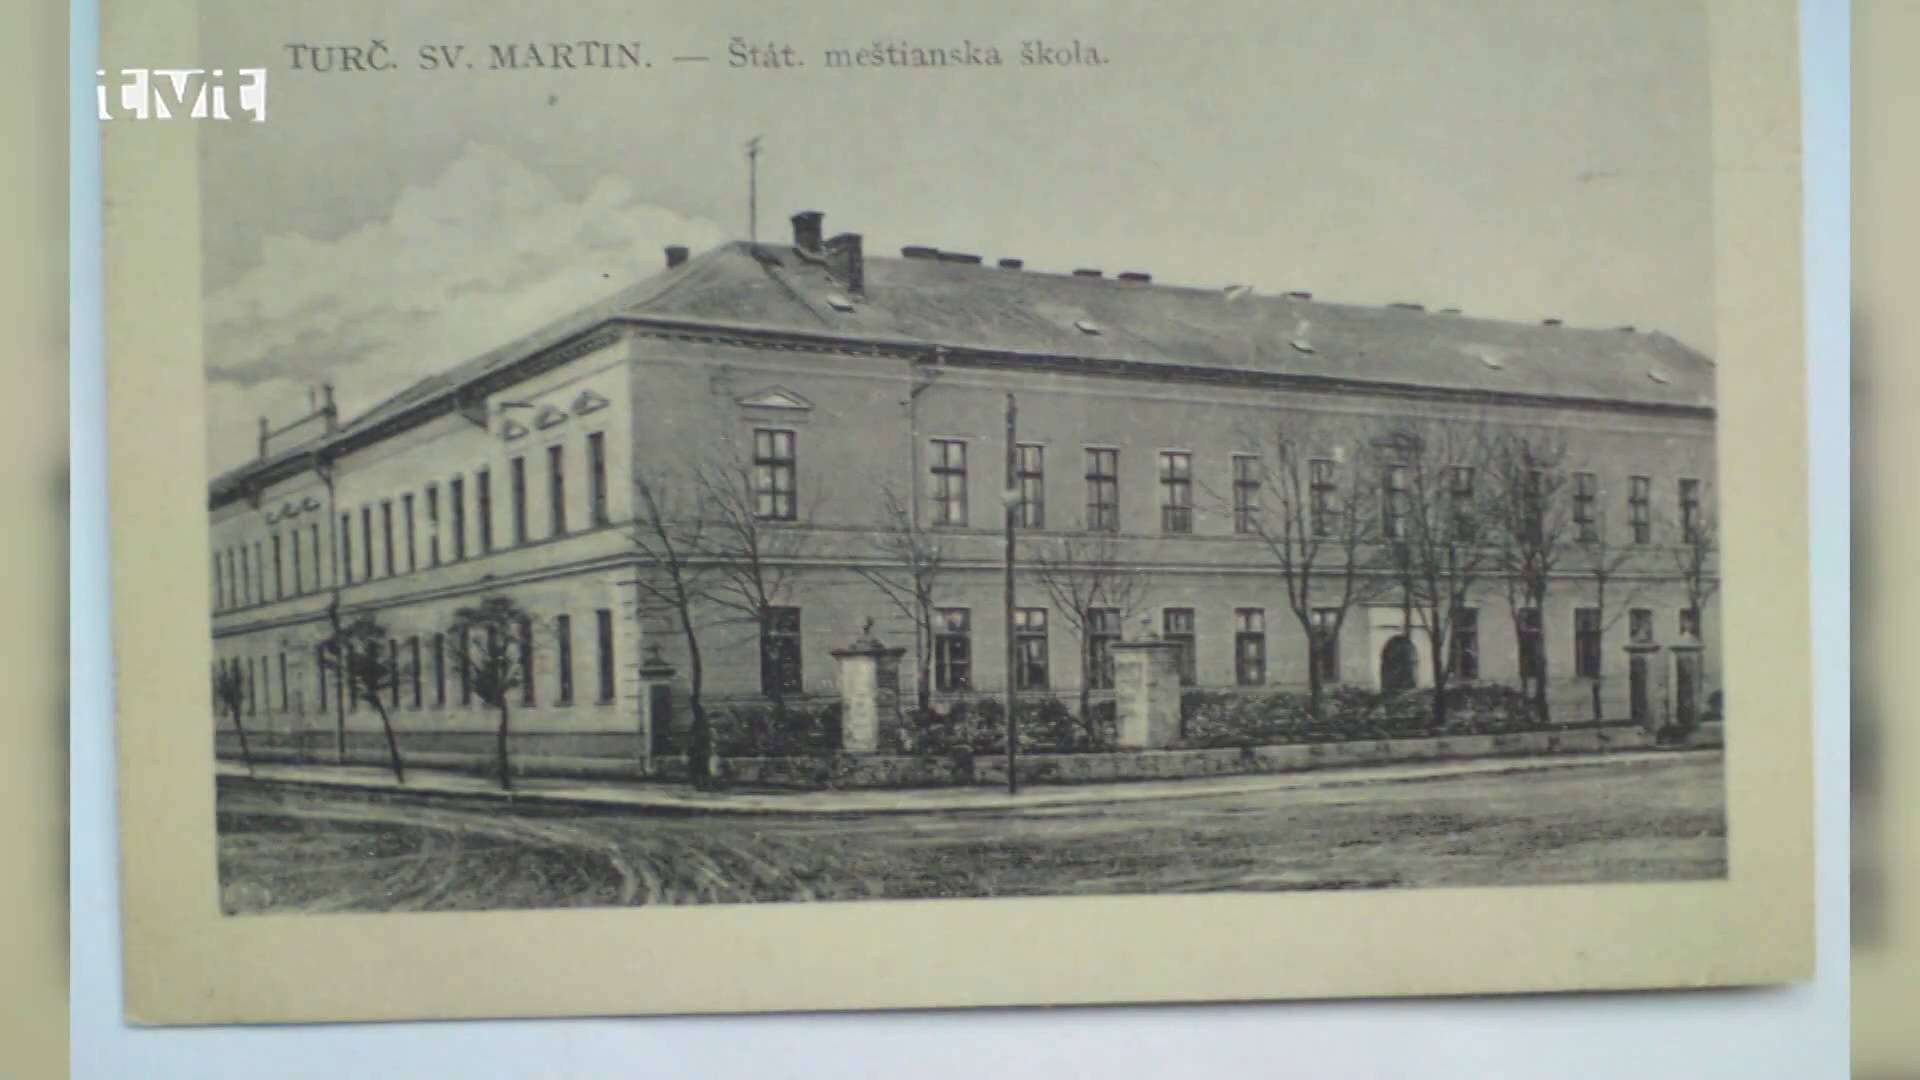 TURČ. SV. MARTIN. — Štát. meštianska škola.